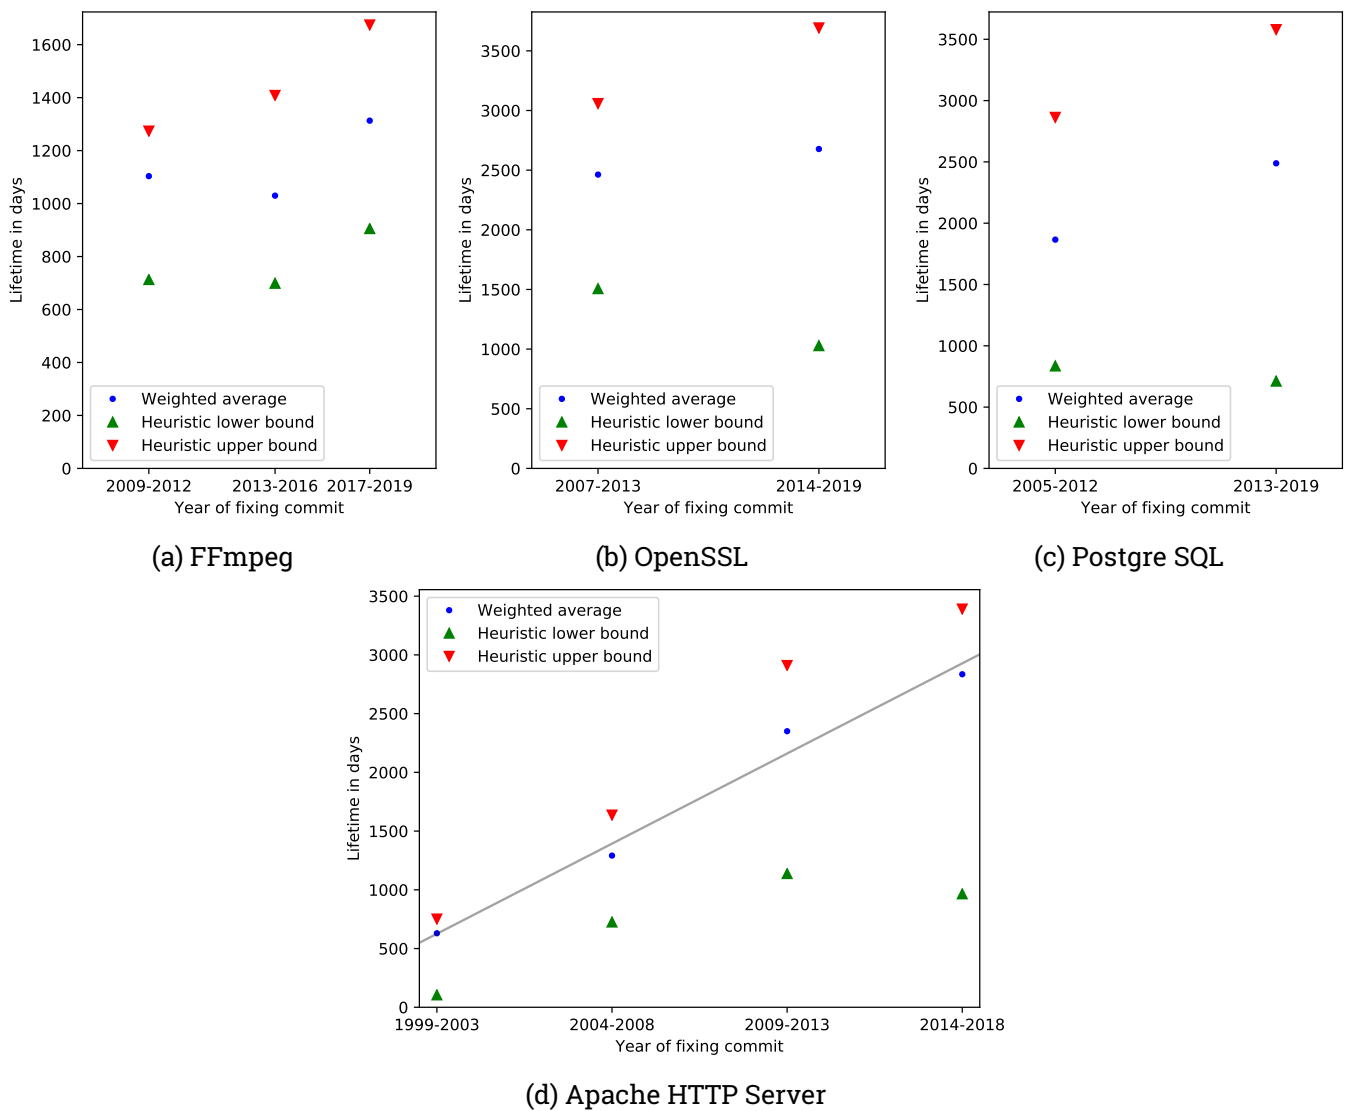 1600
1400
1200
1000
800
600
400
200
0
Lifetime in days
Weighted average
Heuristic lower bound
Heuristic upper bound
2009-2012 2013-2016 2017-2019
Year of fixing commit
(a) FFmpeg
3500
3000
2500
2000
1500
1000
500
0
Lifetime in days
Weighted average
Heuristic lower bound
Heuristic upper bound
2007-2013 2014-2019
Year of fixing commit
(b) OpenSSL
3500
3000
2500
2000
1500
1000
500
0
Lifetime in days
Weighted average
Heuristic lower bound
Heuristic upper bound
2005-2012 2013-2019
Year of fixing commit
(c) Postgre SQL
3500
3000
2500
2000
1500
1000
500
0
Lifetime in days
Weighted average
Heuristic lower bound
Heuristic upper bound
1999-2003 2004-2008 2009-2013 2014-2018
Year of fixing commit
(d) Apache HTTP Server